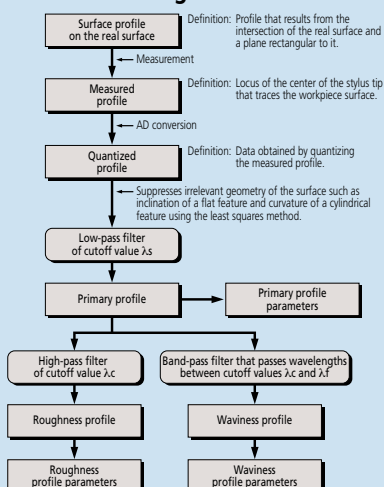 Surface profile
on the real surface
Definition: Profile that results from the
intersection of the real surface and
a plane rectangular to it.
Measurement
Measured
profile
Definition: Locus of the center of the stylus tip
that traces the workpiece surface.
AD conversion
Quantized
profile
Definition: Data obtained by quantizing
the measured profile.
Suppresses irrelevant geometry of the surface such as
inclination of a flat feature and curvature of a cylindrical
feature using the least squares method.
Low-pass filter
of cutoff value λs
Primary profile
Primary profile
parameters
High-pass filter
of cutoff value λc
Band-pass filter that passes wavelengths
between cutoff values λc and λf
Roughness profile
Waviness profile
Roughness
profile parameters
Waviness
profile parameters